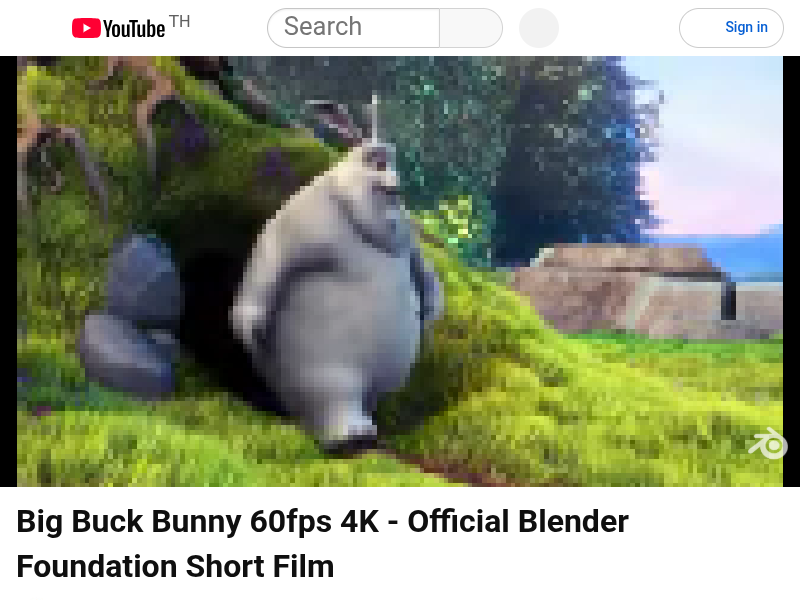 YouTube TH
Search
Sign in
Big Buck Bunny 60fps 4K - Official Blender
Foundation Short Film